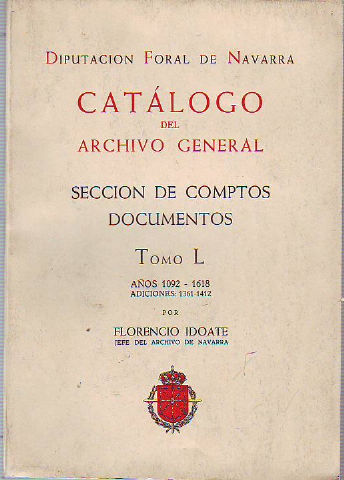 DIPUTACION FORAL DE NAVARRA
CATÁLOGO
DEL
ARCHIVO GENERAL
SECCION DE COMPTOS
DOCUMENTOS
TOMO L
AÑOS 1092 - 1618
ADICIONES: 1361-1412
POR
FLORENCIO IDOATE
JEFE DEL ARCHIVO DE NAVARRA